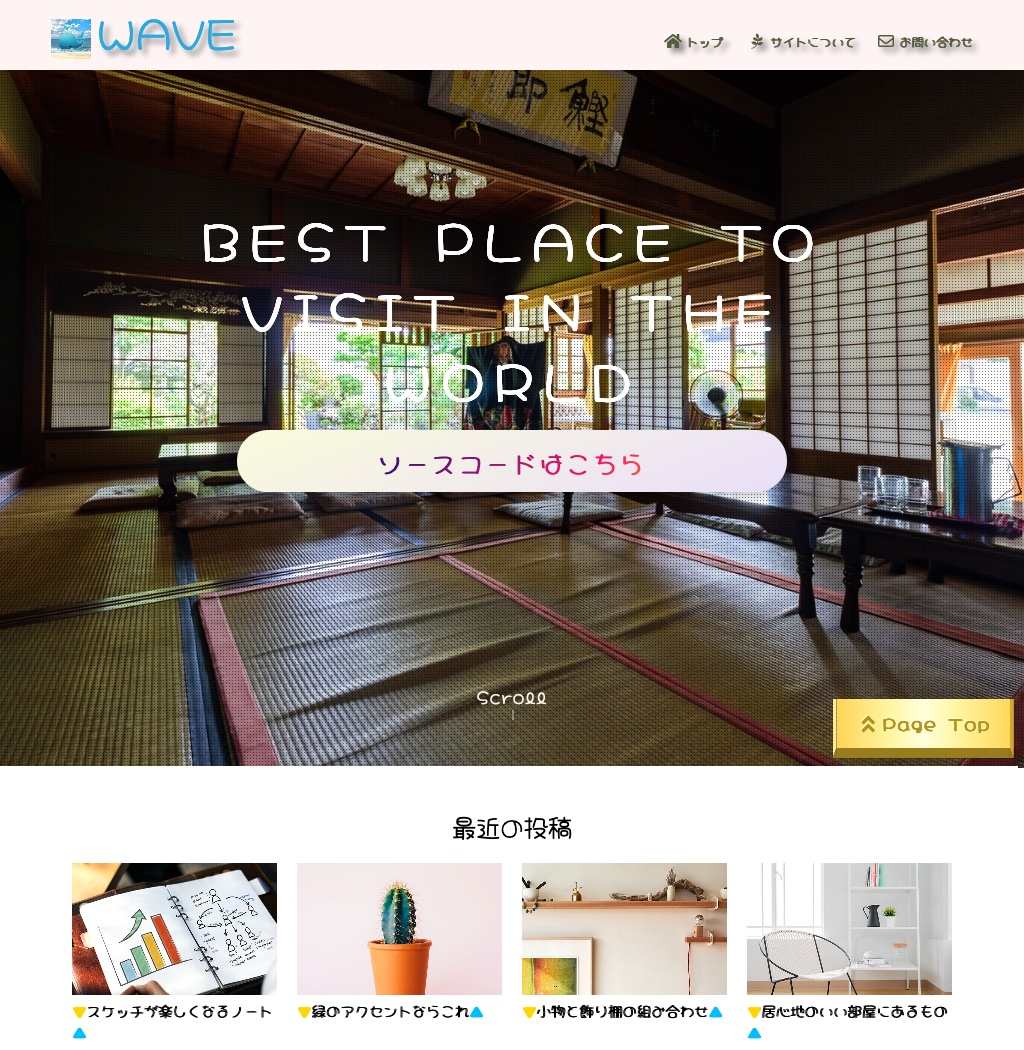 WAVE
トップ
サイトについて
お問い合わせ
鰹
即
BEST PLACE TO
VISIT IN THE
WORLD
ソースコードはこちら
Scroll
Page Top
最近の投稿
スケッチが楽しくなるノート
緑のアクセントならこれ
小物と飾り棚の組み合わせ
居心地のいい部屋にあるもの